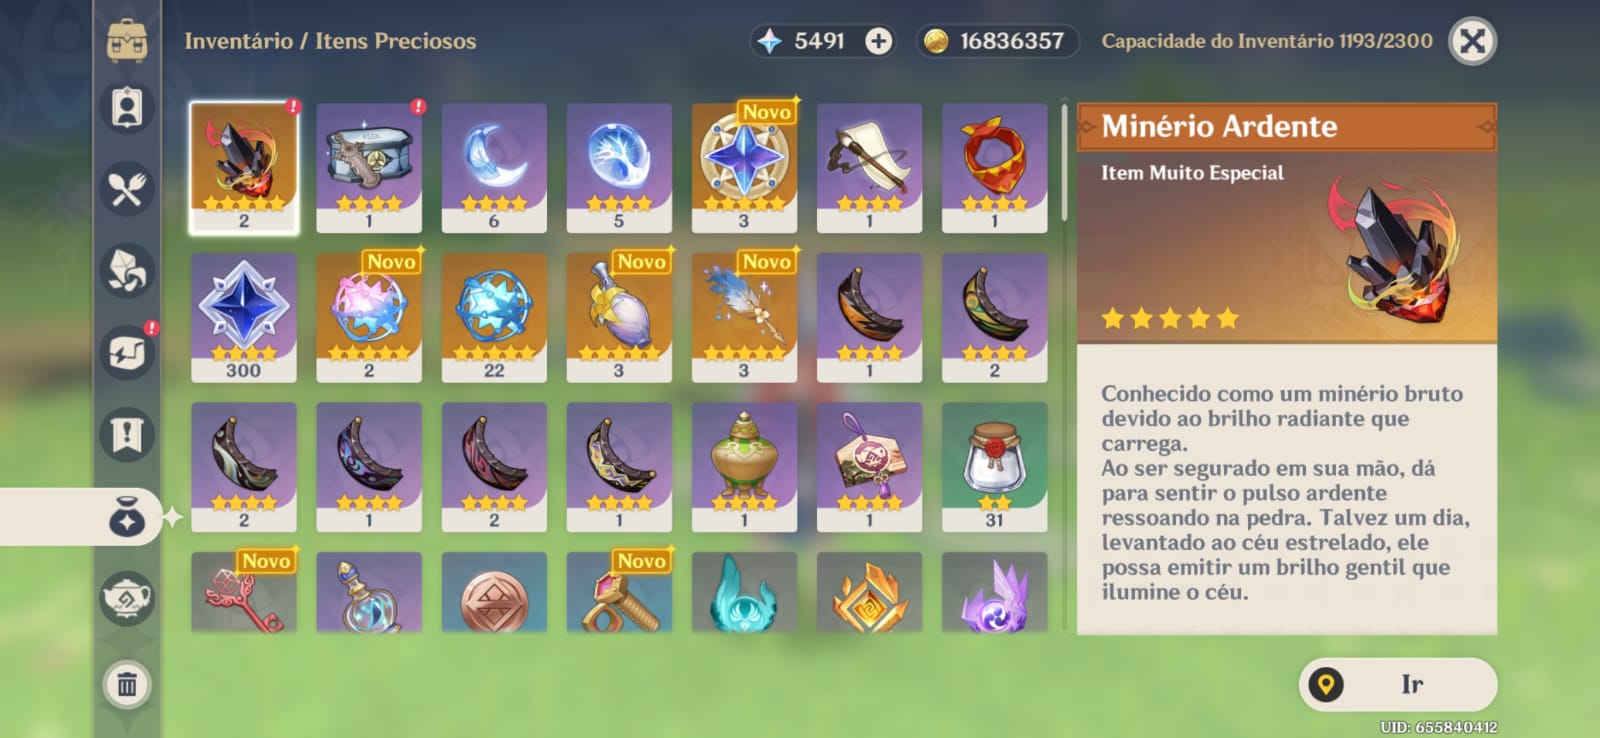 Inventário / Itens Preciosos
5491
16836357
Capacidade do Inventário 1193/2300
Novo
2
1
6
5
3
1
1
Novo
Novo
Novo
300
2
22
3
3
1
2
2
1
2
1
1
1
31
Novo
Novo
Minério Ardente
Item Muito Especial
Conhecido como um minério bruto
devido ao brilho radiante que
carrega.
Ao ser segurado em sua mão, dá
para sentir o pulso ardente
ressoando na pedra. Talvez um dia,
levantado ao céu estrelado, ele
possa emitir um brilho gentil que
ilumine o céu.
Ir
UID: 655840412